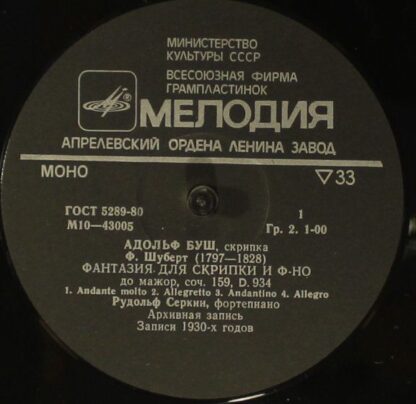 МИНИСТЕРСТВО
КУЛЬТУРЫ СССР
ВСЕСОЮЗНАЯ ФИРМА
ГРАМПЛАСТИНОК
МЕЛОДИЯ
АПРЕЛЕВСКИЙ ОРДЕНА ЛЕНИНА ЗАВОД
МОНО ▽33
ГОСТ 5289-80 1
М10—43005 Гр. 2. 1-00
АДОЛЬФ БУШ, скрипка
Ф. Шуберт (1797—1828)
ФАНТАЗИЯ ДЛЯ СКРИПКИ И Ф-НО
до мажор, соч. 159, D. 934
1. Andante molto 2. Allegretto 3. Andantino 4. Allegro
Рудольф Серкин, фортепиано
Архивная запись
Записи 1930-х годов